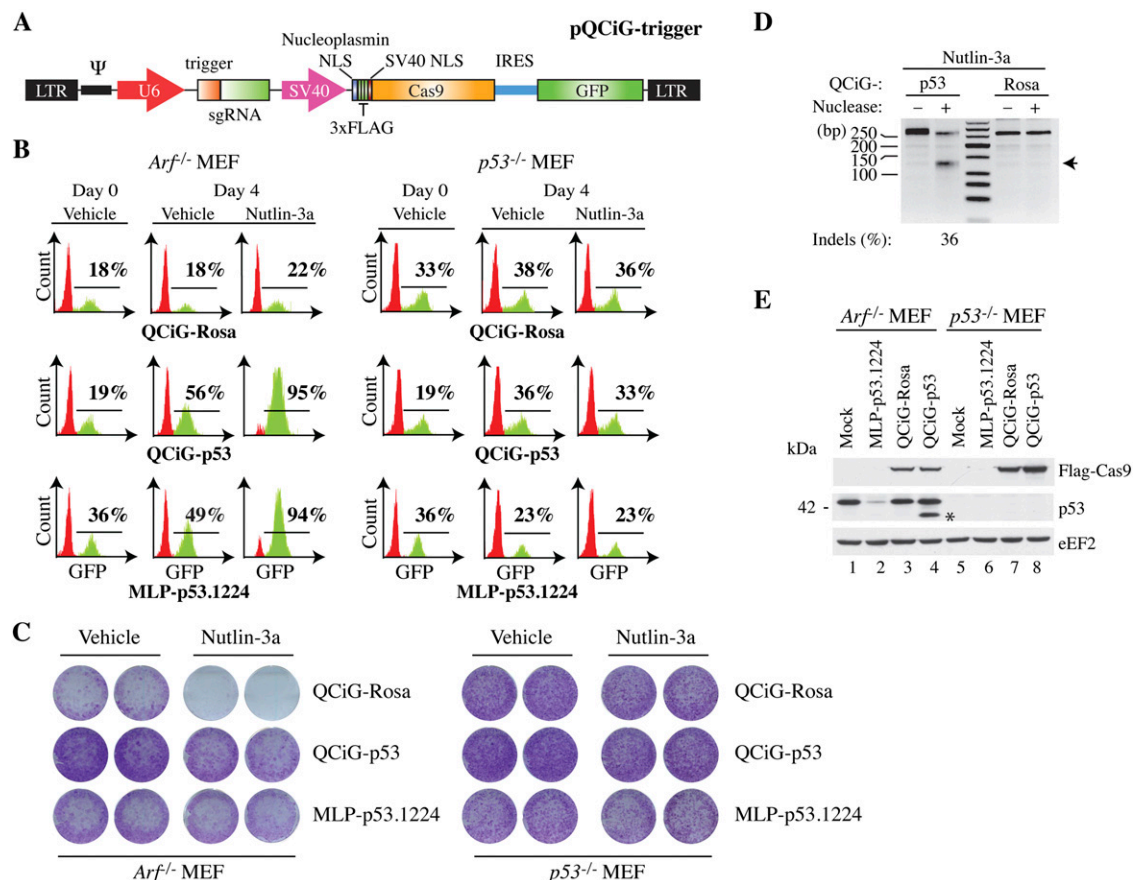 A
pQCiG-trigger
Nucleoplasmin
Ψ trigger NLS SV40 NLS IRES
LTR U6 SV40 Cas9 GFP LTR
sgRNA
3xFLAG
B
Arf-/- MEF p53-/- MEF
Day 0 Day 4 Day 0 Day 4
Vehicle Vehicle Nutlin-3a Vehicle Vehicle Nutlin-3a
Count 18% 18% 22% Count 33% 38% 36%
QCiG-Rosa QCiG-Rosa
Count 19% 56% 95% Count 19% 36% 33%
QCiG-p53 QCiG-p53
Count 36% 49% 94% Count 36% 23% 23%
GFP GFP GFP GFP GFP GFP
MLP-p53.1224 MLP-p53.1224
C
Vehicle Nutlin-3a Vehicle Nutlin-3a
QCiG-Rosa QCiG-Rosa
QCiG-p53 QCiG-p53
MLP-p53.1224 MLP-p53.1224
Arf-/- MEF p53-/- MEF
D
Nutlin-3a
QCiG-: p53 Rosa
Nuclease: − + − +
(bp) 250
200
150
100
Indels (%): 36
E
Arf-/- MEF p53-/- MEF
Mock MLP-p53.1224 QCiG-Rosa QCiG-p53 Mock MLP-p53.1224 QCiG-Rosa QCiG-p53
kDa
Flag-Cas9
42 - * p53
eEF2
1 2 3 4 5 6 7 8